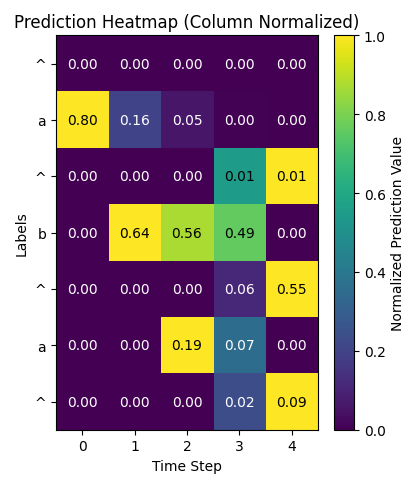 Prediction Heatmap (Column Normalized)
^ 0.00 0.00 0.00 0.00 0.00
a 0.80 0.16 0.05 0.00 0.00
^ 0.00 0.00 0.00 0.01 0.01
b 0.00 0.64 0.56 0.49 0.00
^ 0.00 0.00 0.00 0.06 0.55
a 0.00 0.00 0.19 0.07 0.00
^ 0.00 0.00 0.00 0.02 0.09
0 1 2 3 4
Time Step
Labels
1.0
0.8
0.6
0.4
0.2
0.0
Normalized Prediction Value